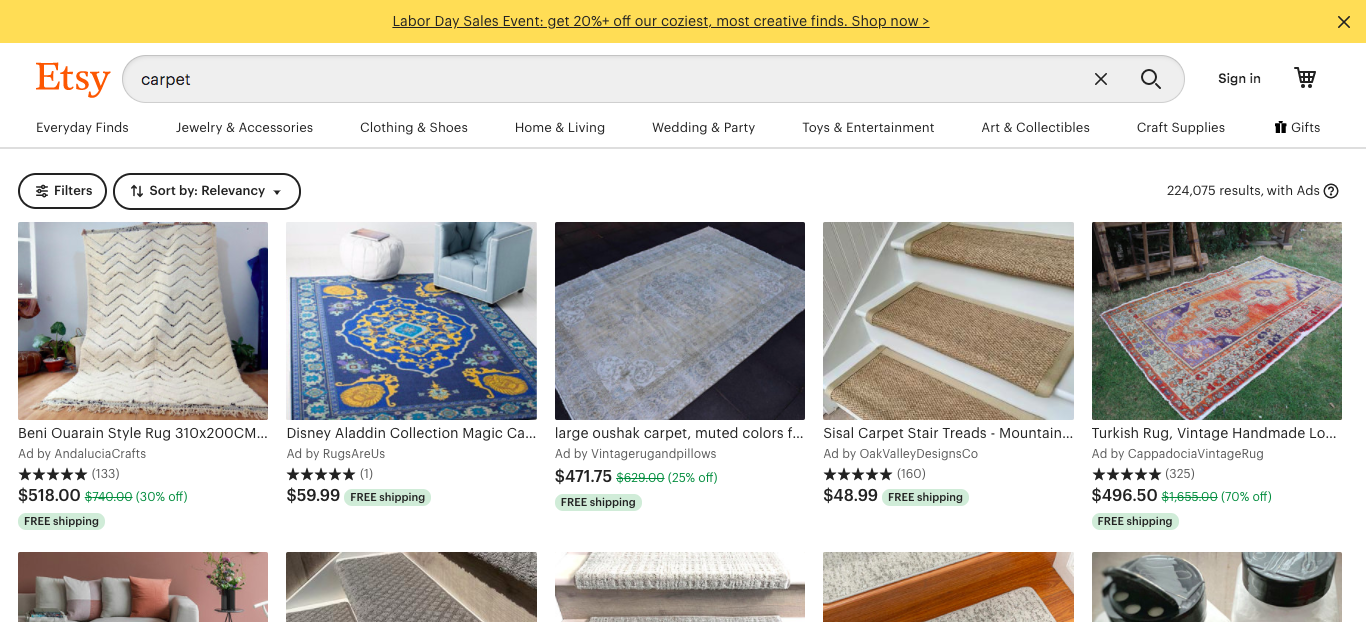 Labor Day Sales Event: get 20%+ off our coziest, most creative finds. Shop now >
Etsy
carpet
Sign in
Everyday Finds
Jewelry & Accessories
Clothing & Shoes
Home & Living
Wedding & Party
Toys & Entertainment
Art & Collectibles
Craft Supplies
Gifts
Filters
Sort by: Relevancy
224,075 results, with Ads
Beni Ouarain Style Rug 310x200CM...
Ad by AndaluciaCrafts
(133)
$518.00 $740.00 (30% off)
FREE shipping
Disney Aladdin Collection Magic Ca...
Ad by RugsAreUs
(1)
$59.99 FREE shipping
large oushak carpet, muted colors f...
Ad by Vintagerugandpillows
$471.75 $629.00 (25% off)
FREE shipping
Sisal Carpet Stair Treads - Mountain...
Ad by OakValleyDesignsCo
(160)
$48.99 FREE shipping
Turkish Rug, Vintage Handmade Lo...
Ad by CappadociaVintageRug
(325)
$496.50 $1,655.00 (70% off)
FREE shipping